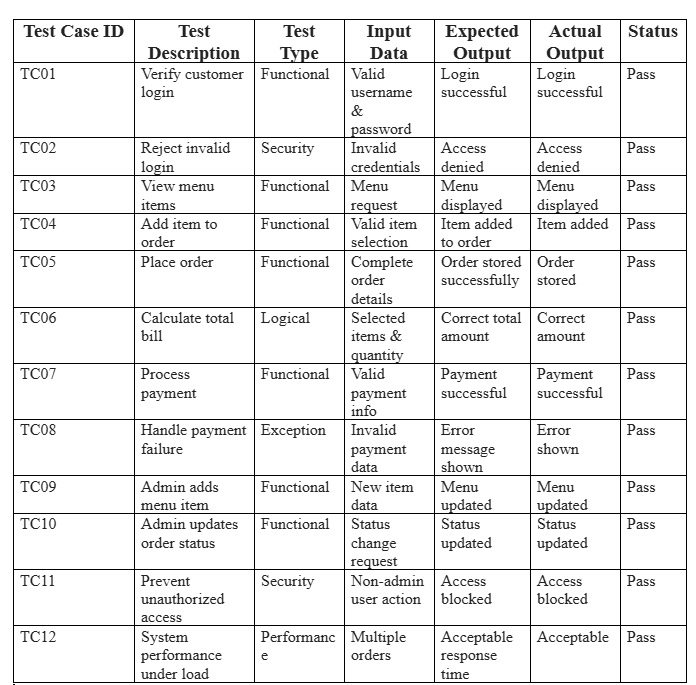 Test Case ID Test Description Test Type Input Data Expected Output Actual Output Status
TC01 Verify customer login Functional Valid username & password Login successful Login successful Pass
TC02 Reject invalid login Security Invalid credentials Access denied Access denied Pass
TC03 View menu items Functional Menu request Menu displayed Menu displayed Pass
TC04 Add item to order Functional Valid item selection Item added to order Item added Pass
TC05 Place order Functional Complete order details Order stored successfully Order stored Pass
TC06 Calculate total bill Logical Selected items & quantity Correct total amount Correct amount Pass
TC07 Process payment Functional Valid payment info Payment successful Payment successful Pass
TC08 Handle payment failure Exception Invalid payment data Error message shown Error shown Pass
TC09 Admin adds menu item Functional New item data Menu updated Menu updated Pass
TC10 Admin updates order status Functional Status change request Status updated Status updated Pass
TC11 Prevent unauthorized access Security Non-admin user action Access blocked Access blocked Pass
TC12 System performance under load Performance Multiple orders Acceptable response time Acceptable Pass